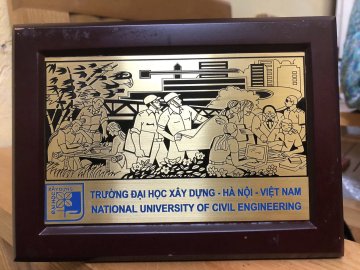 TRƯỜNG ĐẠI HỌC XÂY DỰNG - HÀ NỘI - VIỆT NAM
NATIONAL UNIVERSITY OF CIVIL ENGINEERING